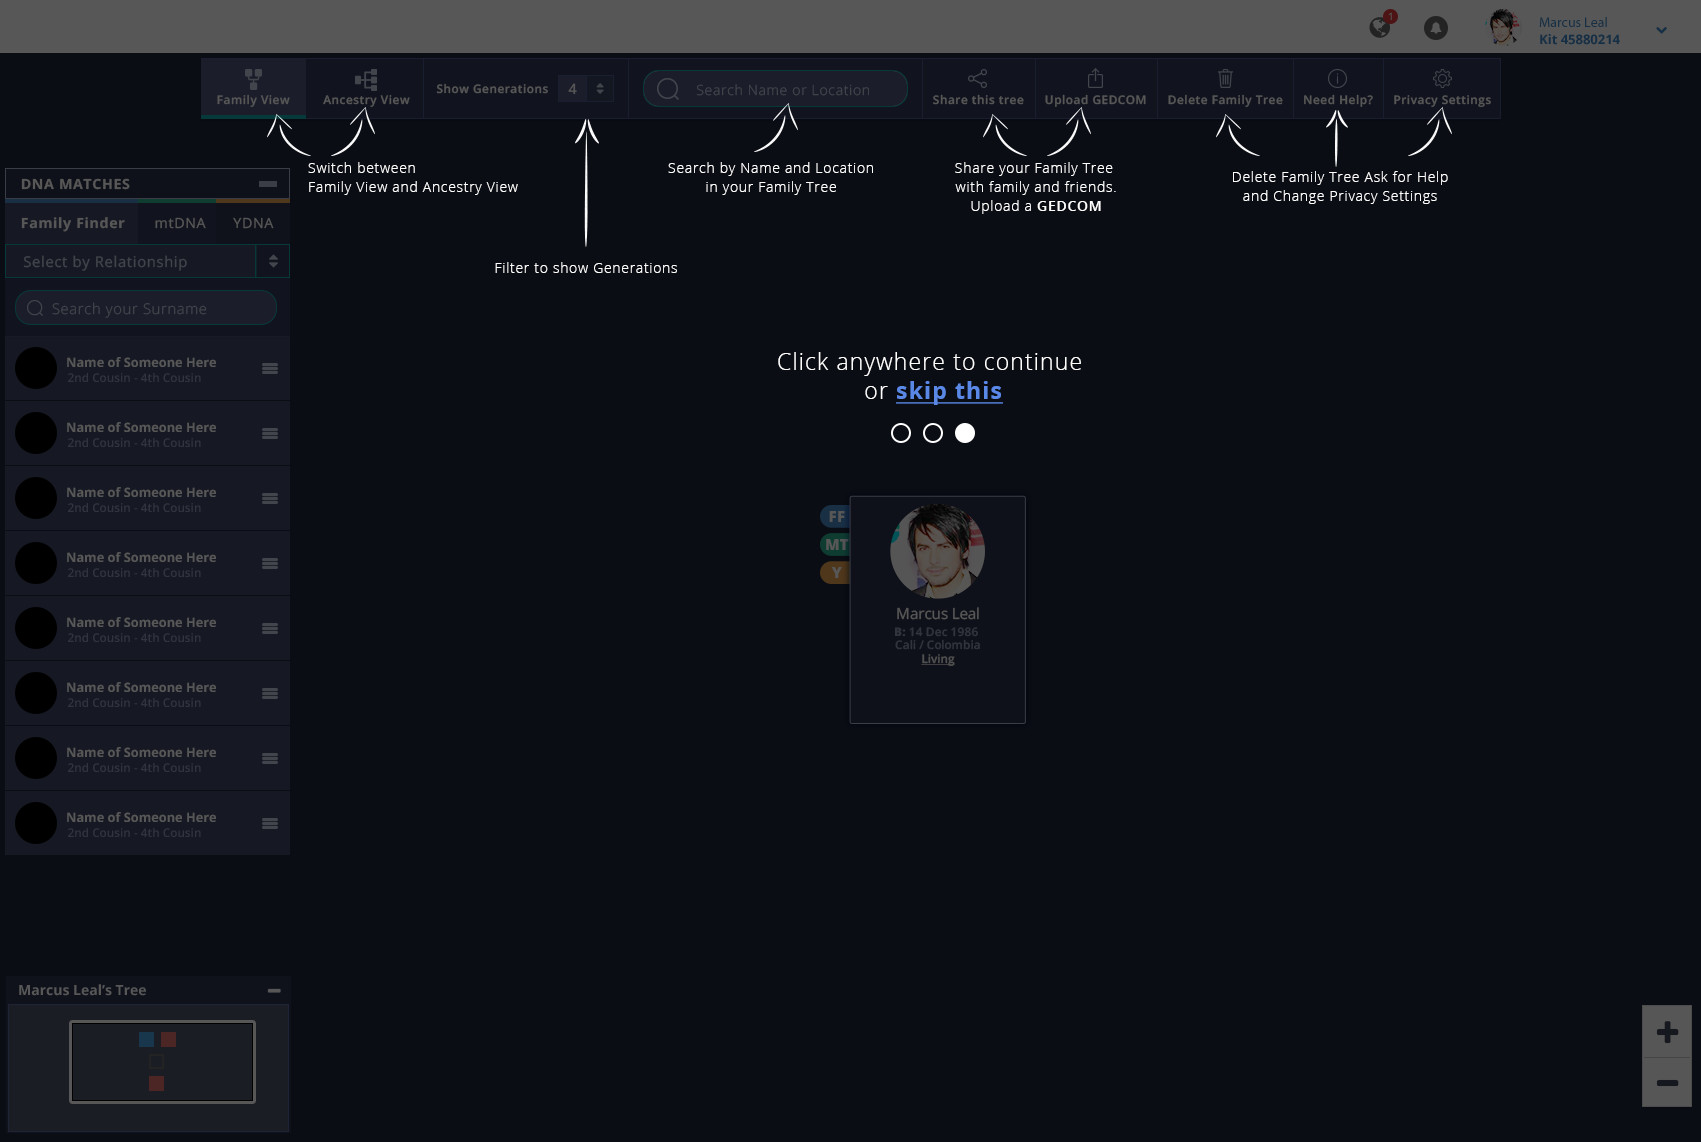 1
Marcus Leal
Kit 45880214
Family View
Ancestry View
Show Generations
4
Search Name or Location
Share this tree
Upload GEDCOM
Delete Family Tree
Need Help?
Privacy Settings
Switch between
Family View and Ancestry View
Search by Name and Location
in your Family Tree
Share your Family Tree
with family and friends.
Upload a GEDCOM
Delete Family Tree Ask for Help
and Change Privacy Settings
Filter to show Generations
DNA MATCHES
Family Finder
mtDNA
YDNA
Select by Relationship
Search your Surname
Name of Someone Here
2nd Cousin - 4th Cousin
Name of Someone Here
2nd Cousin - 4th Cousin
Name of Someone Here
2nd Cousin - 4th Cousin
Name of Someone Here
2nd Cousin - 4th Cousin
Name of Someone Here
2nd Cousin - 4th Cousin
Name of Someone Here
2nd Cousin - 4th Cousin
Name of Someone Here
2nd Cousin - 4th Cousin
Name of Someone Here
2nd Cousin - 4th Cousin
Click anywhere to continue
or skip this
FF
MT
Y
Marcus Leal
B: 14 Dec 1986
Cali / Colombia
Living
Marcus Leal's Tree